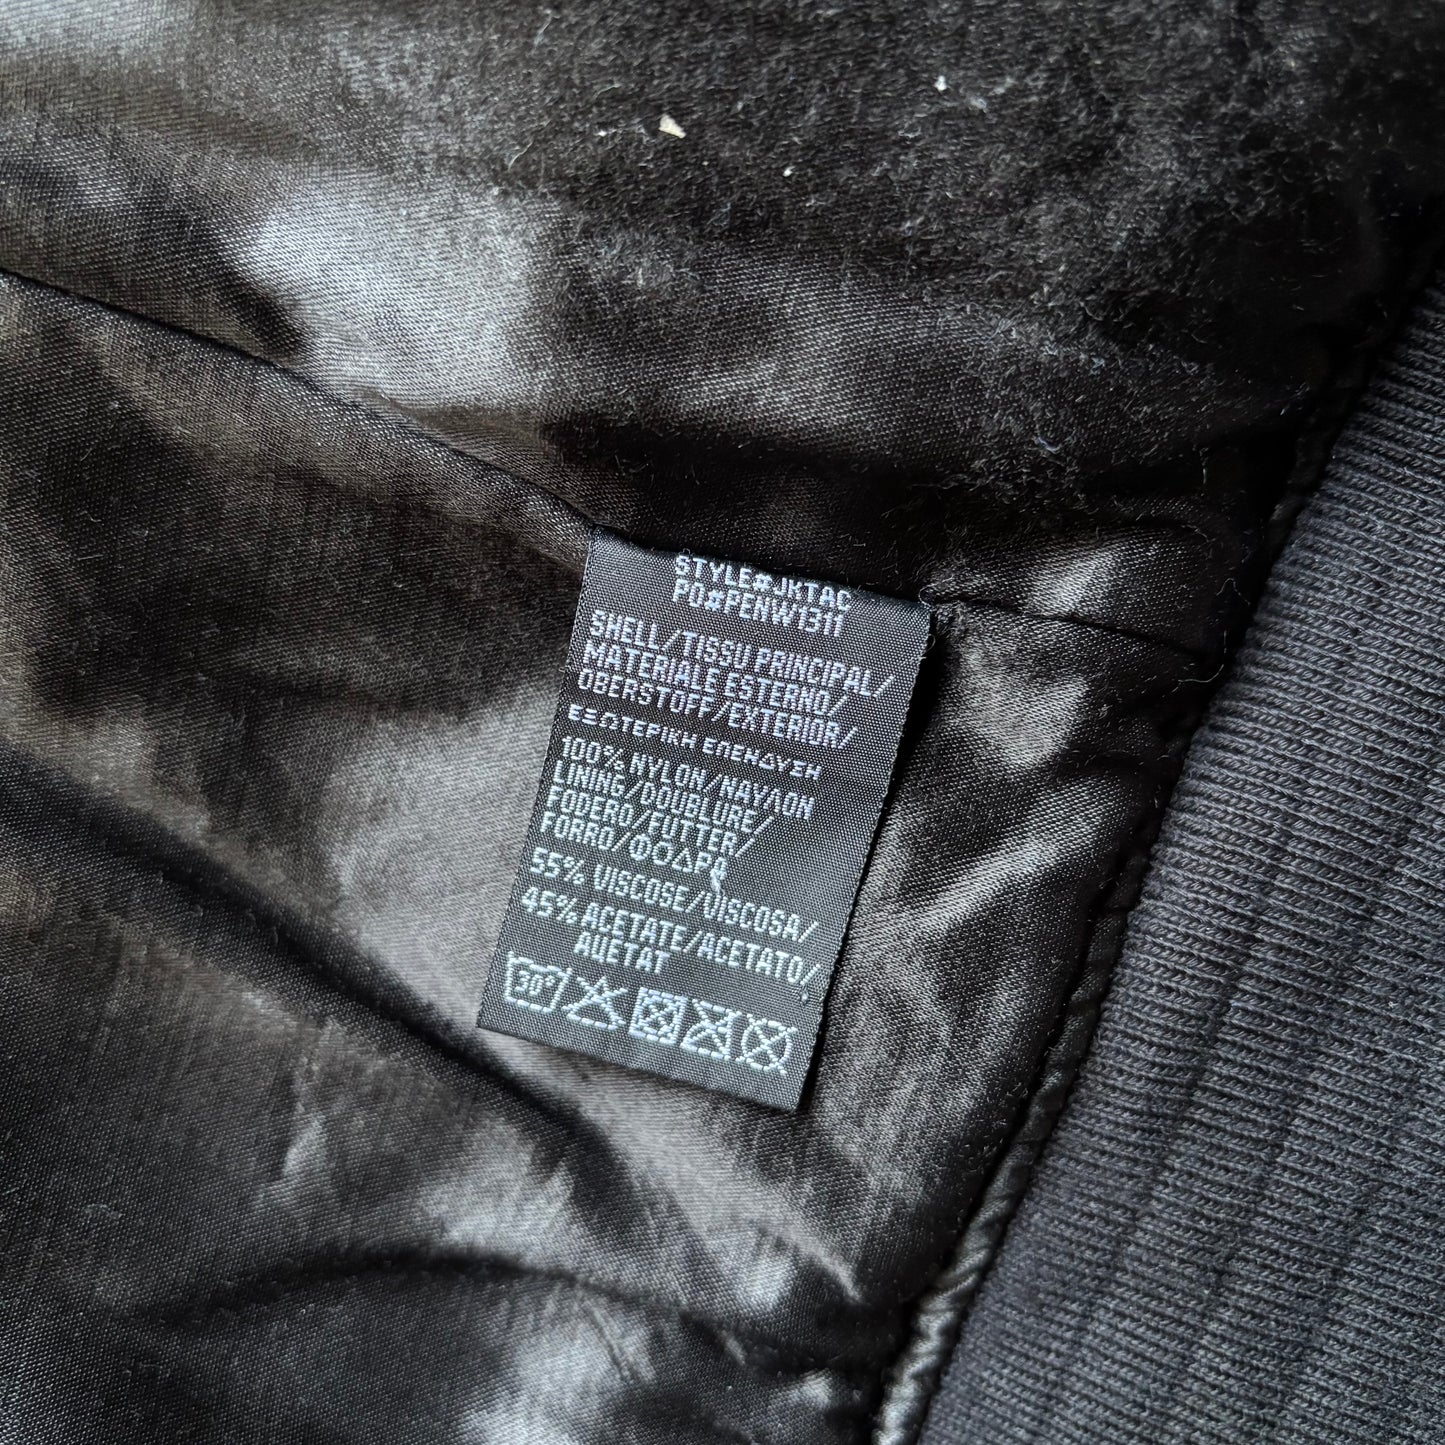 STYLE#JKTAC
PO#PENW1311
SHELL/TISSU PRINCIPAL/
MATERIALE ESTERNO/
OBERSTOFF/EXTERIOR/
ΕΞΩΤΕΡΙΚΗ ΕΠΕΝΔΥΣΗ
100% NYLON/ΝΑΥΛΟΝ
LINING/DOUBLURE/
FODERO/FUTTER/
FORRO/ΦΟΔΡΑ
55% VISCOSE/VISCOSA/
45% ACETATE/ACETATO/
AUETAT
30°